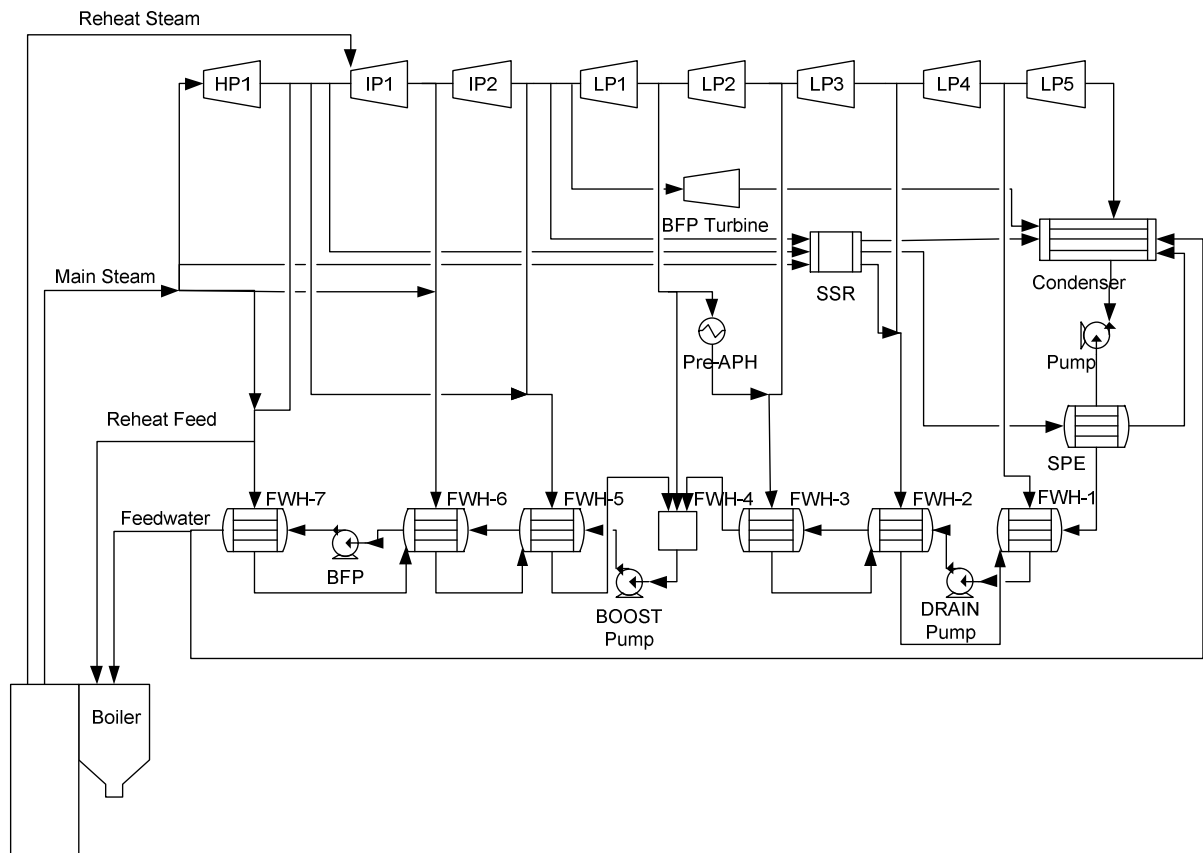 Reheat Steam
HP1
IP1
IP2
LP1
LP2
LP3
LP4
LP5
BFP Turbine
Main Steam
SSR
Condenser
Pre-APH
Pump
Reheat Feed
SPE
FWH-7
FWH-6
FWH-5
FWH-4
FWH-3
FWH-2
FWH-1
Feedwater
BFP
BOOST
Pump
DRAIN
Pump
Boiler